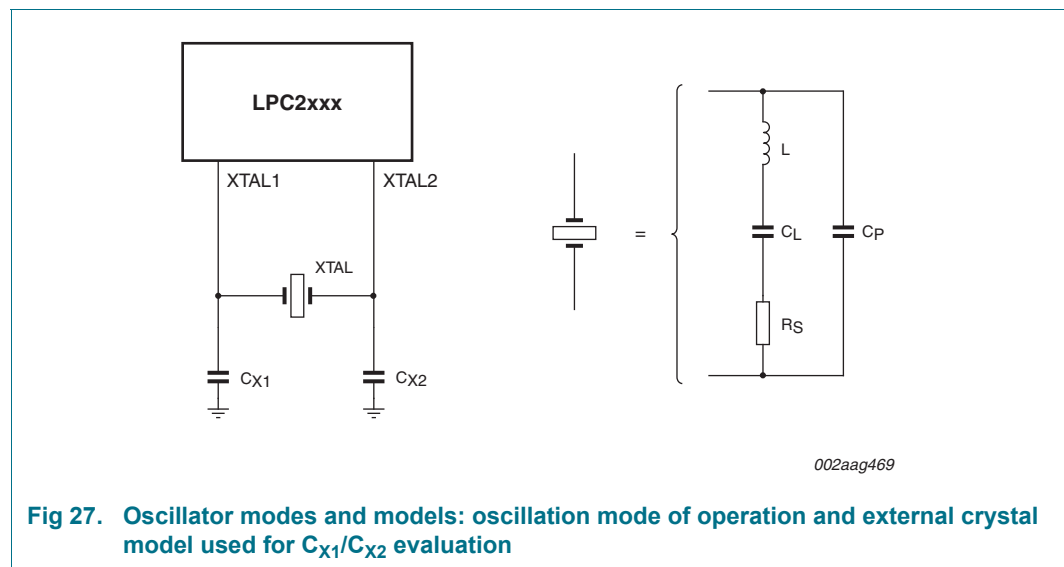 LPC2xxx
XTAL1
XTAL2
XTAL
CX1
CX2
=
L
CL
CP
RS
002aag469
Fig 27. Oscillator modes and models: oscillation mode of operation and external crystal
model used for CX1/CX2 evaluation